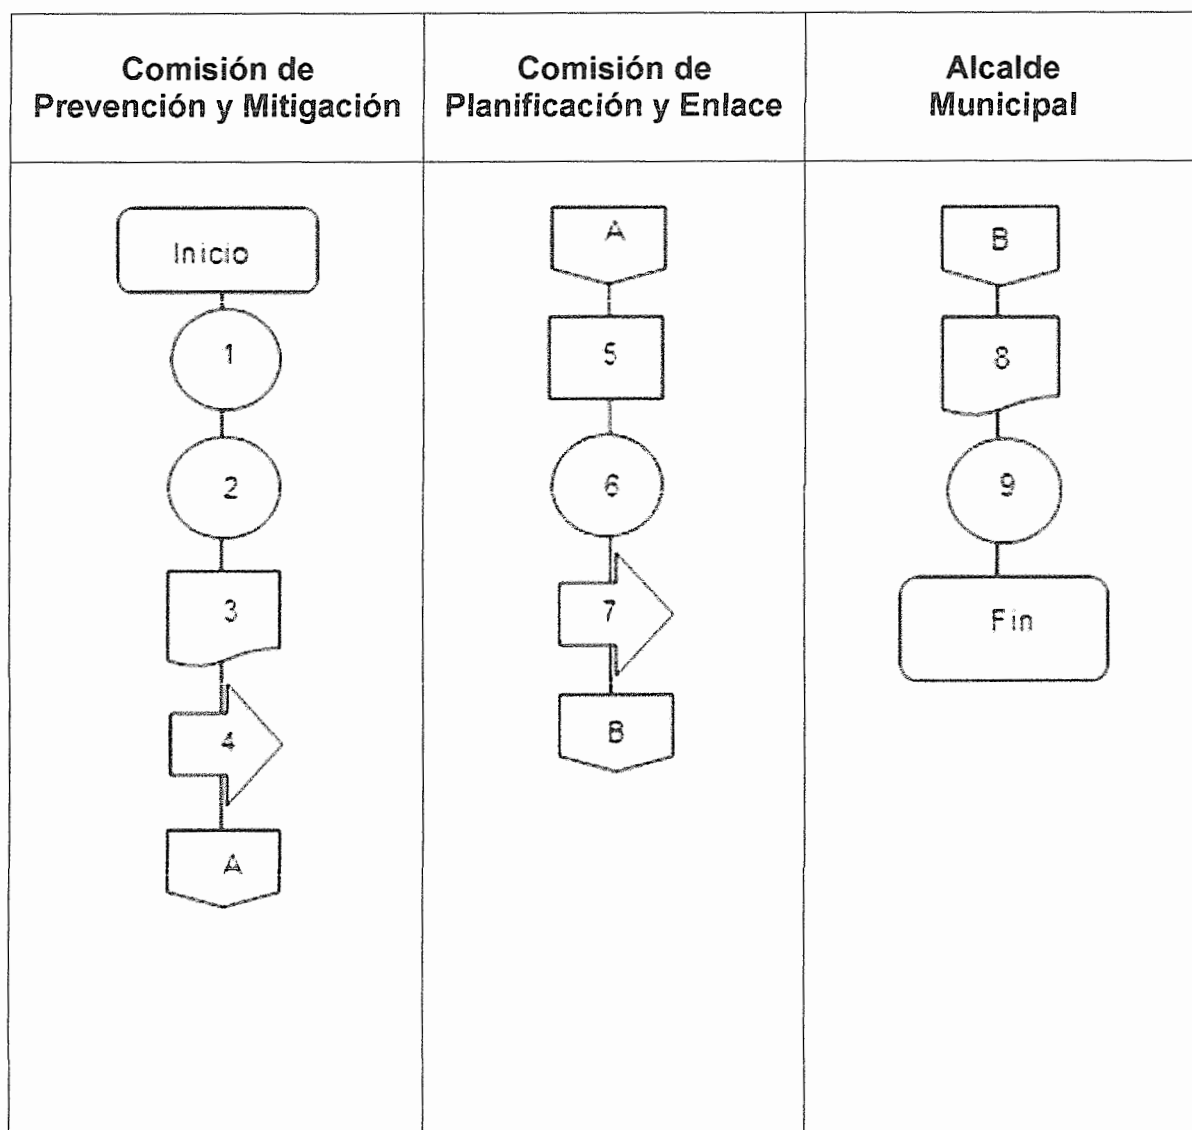 Comisión de
Prevención y Mitigación
Comisión de
Planificación y Enlace
Alcalde
Municipal
Inicio
1
2
3
4
A
A
5
6
7
B
B
8
9
Fin